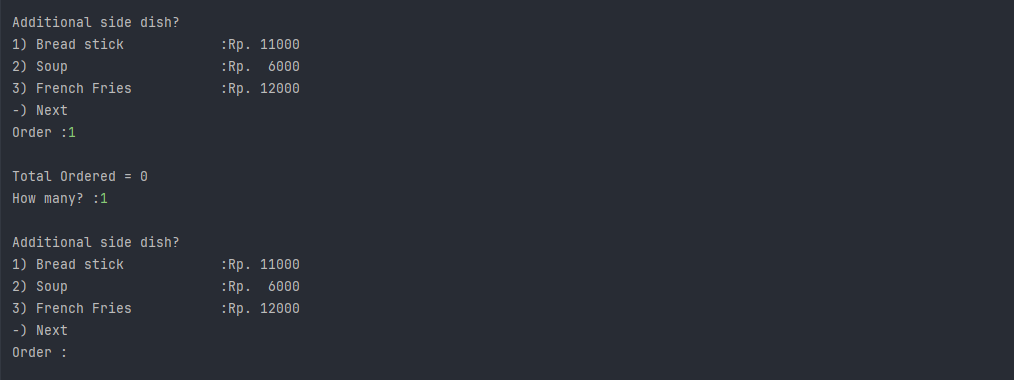 Additional side dish?
1) Bread stick            :Rp. 11000
2) Soup                   :Rp.  6000
3) French Fries           :Rp. 12000
-) Next
Order :1
Total Ordered = 0
How many? :1
Additional side dish?
1) Bread stick            :Rp. 11000
2) Soup                   :Rp.  6000
3) French Fries           :Rp. 12000
-) Next
Order :